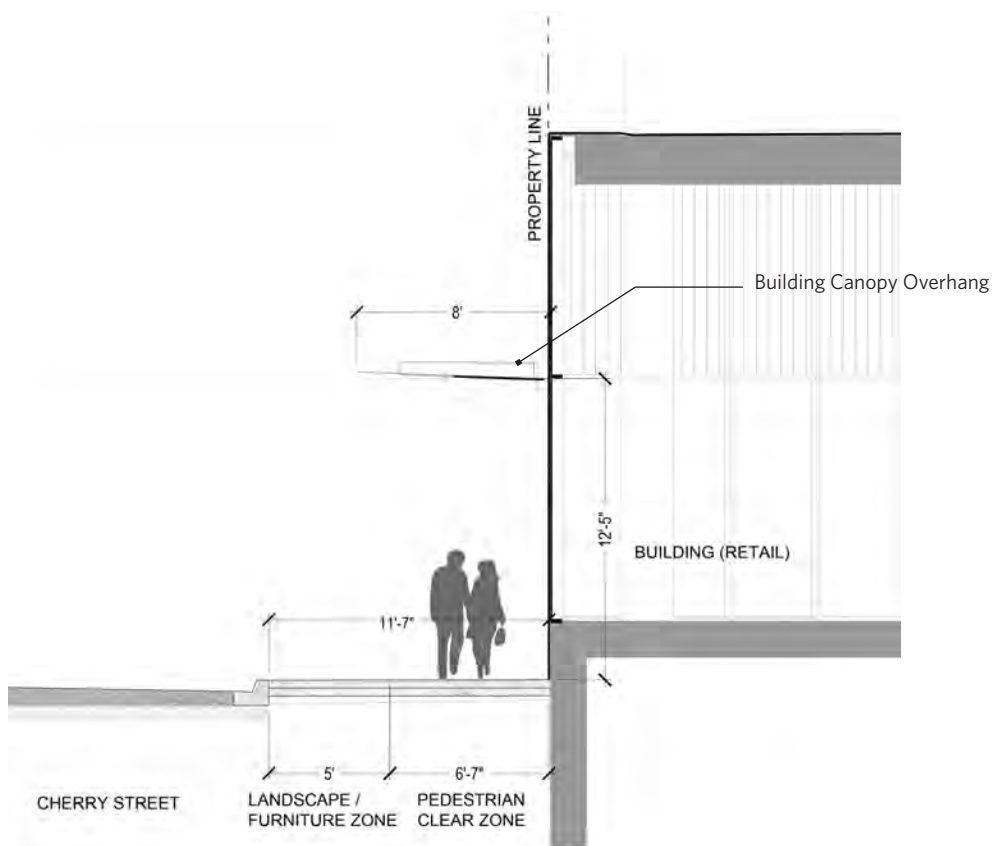 PROPERTY LINE
Building Canopy Overhang
8'
12'-5"
BUILDING (RETAIL)
11'-7"
5'
6'-7"
CHERRY STREET
LANDSCAPE /
FURNITURE ZONE
PEDESTRIAN
CLEAR ZONE